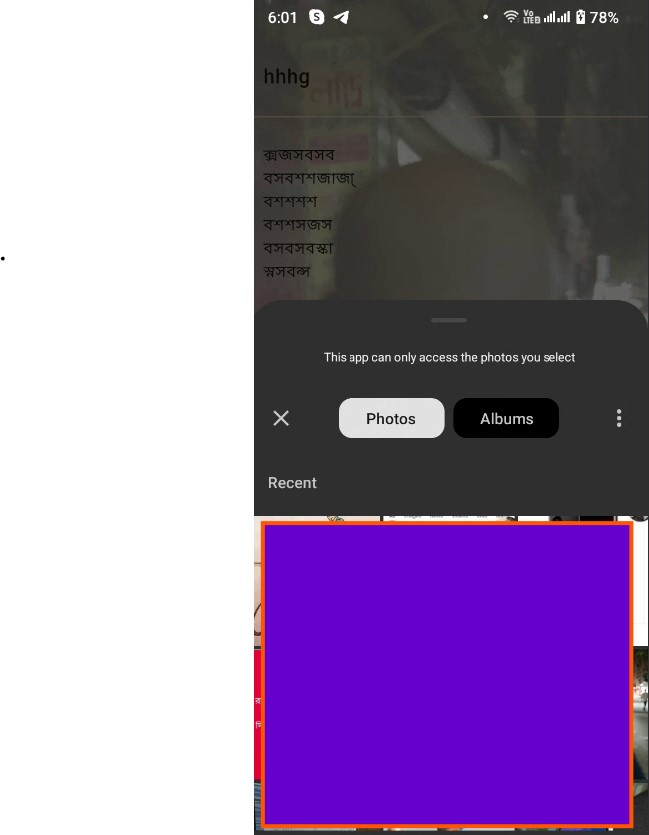 6:01 78%
hhhg
ক্সজসবসব
বসবশশজাজা্
বশশশশ
বশশসজস
বসবসবস্কা
This app can only access the photos you select
Photos Albums
Recent